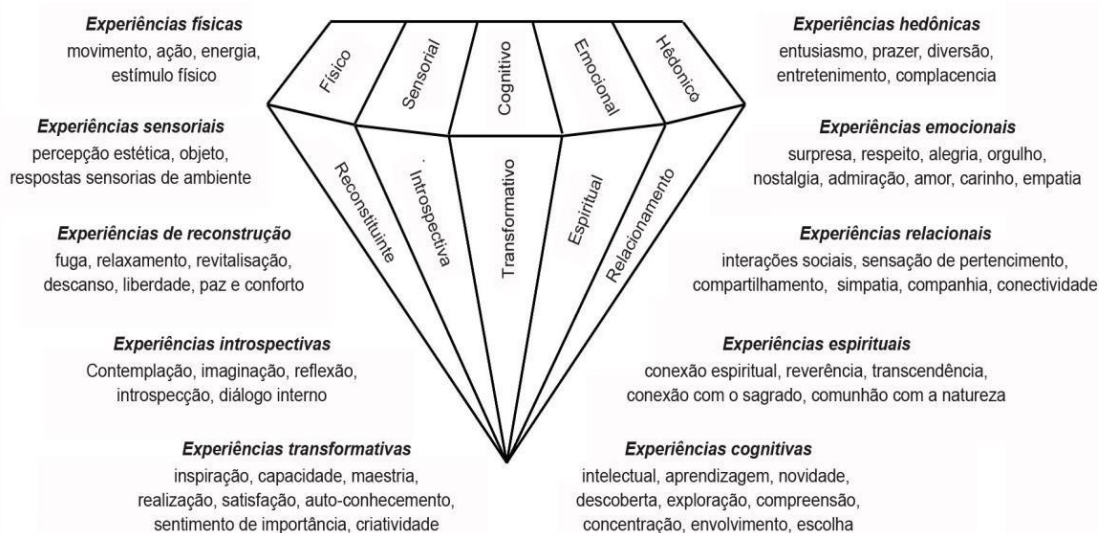 Experiências físicas
movimento, ação, energia,
estímulo físico
Experiências sensoriais
percepção estética, objeto,
respostas sensorias de ambiente
Experiências de reconstrução
fuga, relaxamento, revitalisação,
descanso, liberdade, paz e conforto
Experiências introspectivas
Contemplação, imaginação, reflexão,
introspecção, diálogo interno
Experiências transformativas
inspiração, capacidade, maestria,
realização, satisfação, auto-conhecemento,
sentimento de importância, criatividade
Físico
Sensorial
Cognitivo
Emocional
Hêdonico
Reconstituinte
Introspectiva
Transformativo
Espiritual
Relacionamento
Experiências hedônicas
entusiasmo, prazer, diversão,
entretenimento, complacencia
Experiências emocionais
surpresa, respeito, alegria, orgulho,
nostalgia, admiração, amor, carinho, empatia
Experiências relacionais
interações sociais, sensação de pertencimento,
compartilhamento, simpatia, companhia, conectividade
Experiências espirituais
conexão espiritual, reverência, transcendência,
conexão com o sagrado, comunhão com a natureza
Experiências cognitivas
intelectual, aprendizagem, novidade,
descoberta, exploração, compreensão,
concentração, envolvimento, escolha